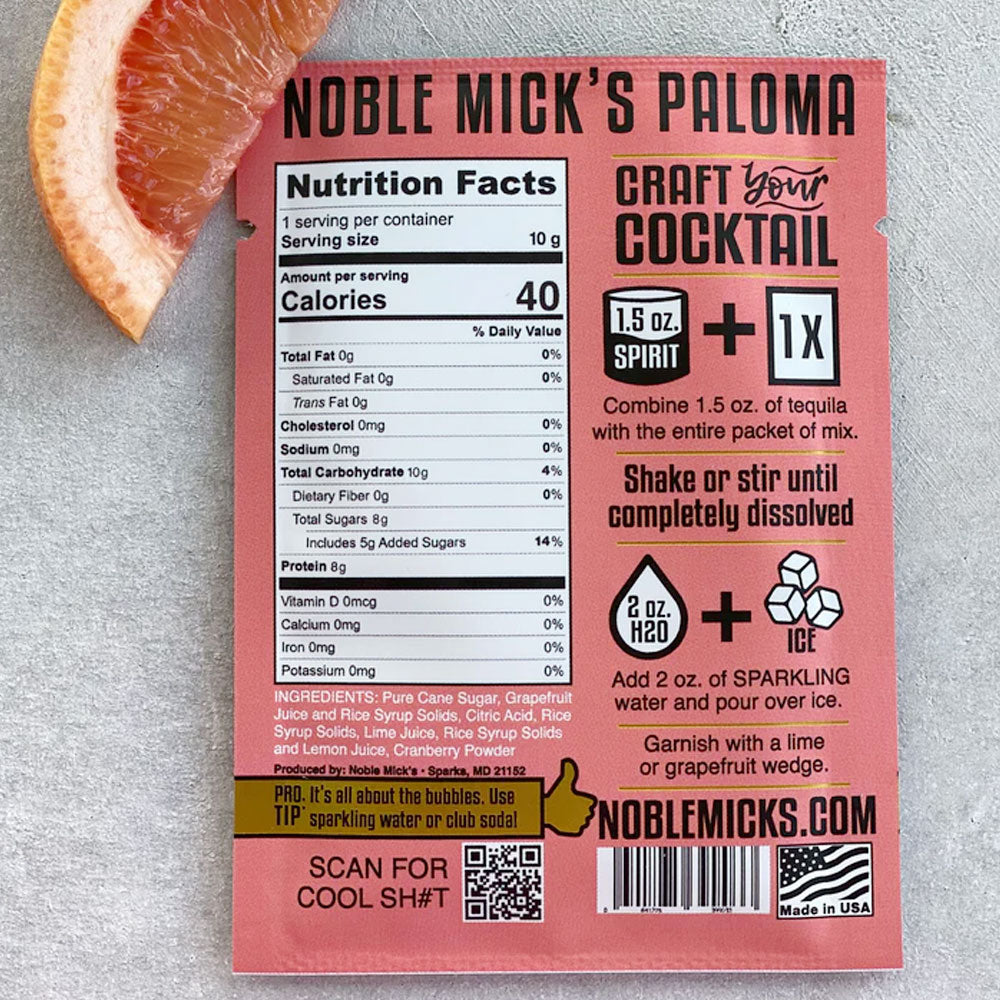 NOBLE MICK'S PALOMA
Nutrition Facts
1 serving per container
Serving size 10 g
Amount per serving
Calories 40
% Daily Value
Total Fat 0g 0%
Saturated Fat 0g 0%
Trans Fat 0g
Cholesterol 0mg 0%
Sodium 0mg 0%
Total Carbohydrate 10g 4%
Dietary Fiber 0g 0%
Total Sugars 8g
Includes 5g Added Sugars 14%
Protein 8g
Vitamin D 0mcg 0%
Calcium 0mg 0%
Iron 0mg 0%
Potassium 0mg 0%
INGREDIENTS: Pure Cane Sugar, Grapefruit
Juice and Rice Syrup Solids, Citric Acid, Rice
Syrup Solids, Lime Juice, Rice Syrup Solids
and Lemon Juice, Cranberry Powder
Produced by: Noble Mick's • Sparks, MD 21152
PRO. It's all about the bubbles. Use
TIP* sparkling water or club soda!
SCAN FOR
COOL SH#T
CRAFT your
COCKTAIL
1.5 oz. + 1X
SPIRIT
Combine 1.5 oz. of tequila
with the entire packet of mix.
Shake or stir until
completely dissolved
2 oz. +
H2O ICE
Add 2 oz. of SPARKLING
water and pour over ice.
Garnish with a lime
or grapefruit wedge.
NOBLEMICKS.COM
Made in USA